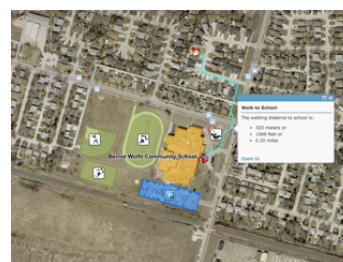 Walk to School
The walking distance to school is:
• 325 meters or
• 1066 feet or
• 0.20 miles
Zoom to
Bernie Wolfe Community School